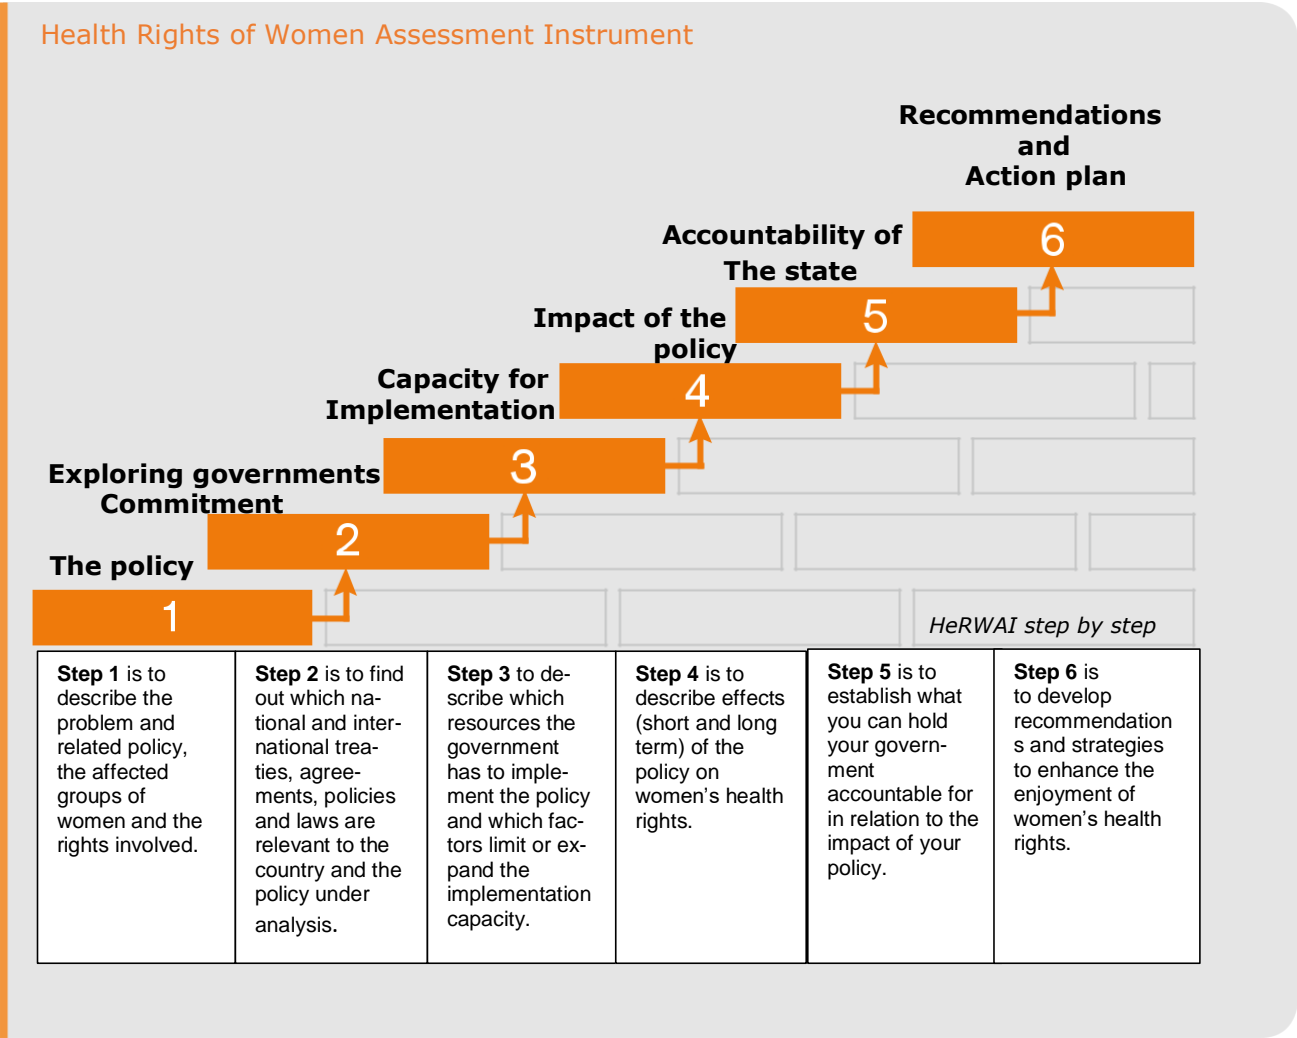 Health Rights of Women Assessment Instrument
Recommendations
and
Action plan
6
Accountability of
The state
5
Impact of the
policy
4
Capacity for
Implementation
3
Exploring governments
Commitment
2
The policy
1
HeRWAI step by step
Step 1 is to
describe the
problem and
related policy,
the affected
groups of
women and the
rights involved.
Step 2 is to find
out which na-
tional and inter-
national trea-
ties, agree-
ments, policies
and laws are
relevant to the
country and the
policy under
analysis.
Step 3 to de-
scribe which
resources the
government
has to imple-
ment the policy
and which fac-
tors limit or ex-
pand the
implementation
capacity.
Step 4 is to
describe effects
(short and long
term) of the
policy on
women’s health
rights.
Step 5 is to
establish what
you can hold
your govern-
ment
accountable for
in relation to the
impact of your
policy.
Step 6 is
to develop
recommendation
s and strategies
to enhance the
enjoyment of
women’s health
rights.